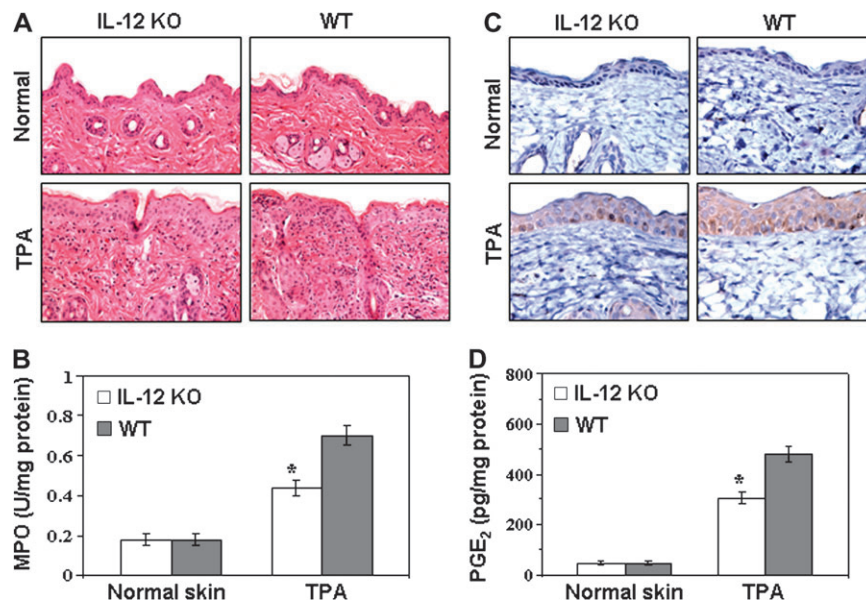 A
IL-12 KO
WT
Normal
TPA
B
MPO (U/mg protein)
1
0.8
0.6
0.4
0.2
0
IL-12 KO
WT
*
Normal skin
TPA
C
IL-12 KO
WT
Normal
TPA
D
PGE₂ (pg/mg protein)
800
600
400
200
0
IL-12 KO
WT
*
Normal skin
TPA